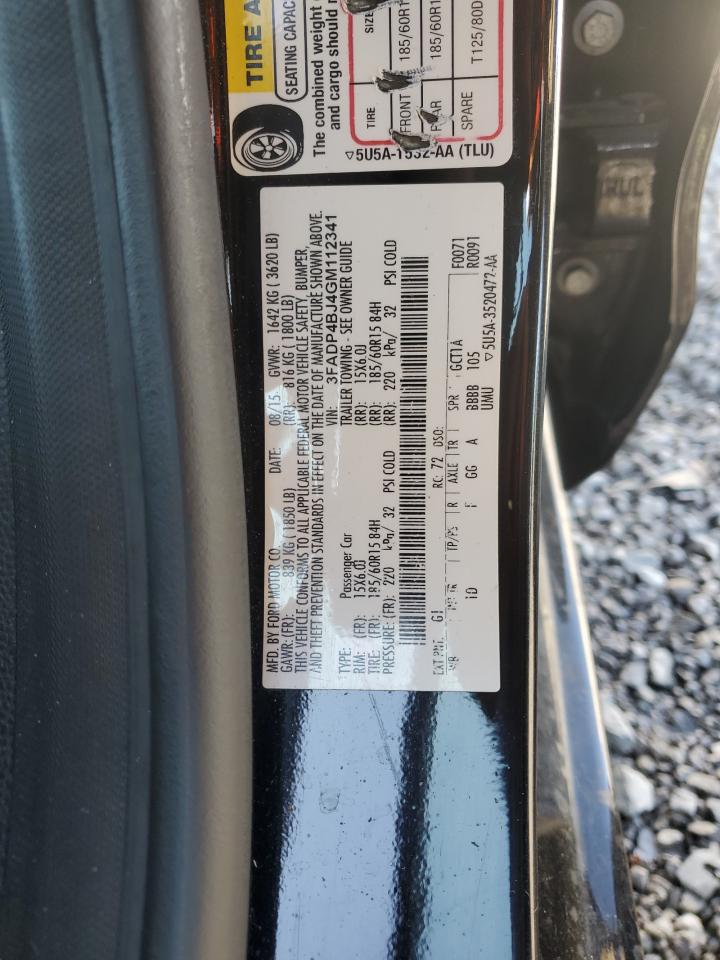 TIRE A
SEATING CAPAC
The combined weight
and cargo should
TIRE SIZE
FRONT 185/60R1
185/60R1
SPARE T125/80D
▽5U5A-1532-AA (TLU)
MFD. BY FORD MOTOR CO. DATE: 08/15 GVWR: 1642 KG ( 3620 LB)
GAWR: (FR): 839 KG (1850 LB) (RR): 816 KG (1800 LB)
THIS VEHICLE CONFORMS TO ALL APPLICABLE FEDERAL MOTOR VEHICLE SAFETY, BUMPER,
AND THEFT PREVENTION STANDARDS IN EFFECT ON THE DATE OF MANUFACTURE SHOWN ABOVE.
VIN: 3FADP4BJ4GM112341
TYPE: Passenger Car TRAILER TOWING - SEE OWNER GUIDE
RIM: (FR): 15X6.0J (RR): 15X6.0J
TIRE: (FR): 185/60R15 84H (RR): 185/60R15 84H
PRESSURE: (FR): 220 kPa/ 32 PSI COLD (RR): 220 kPa/ 32 PSI COLD
F0071
R0091
EXT PNT: G1 RC: 72 DSO:
WB TP/PS R AXLE TR SPR GCT1A
F GG A BBBB 105
UMU ▽5U5A-3520472-AA